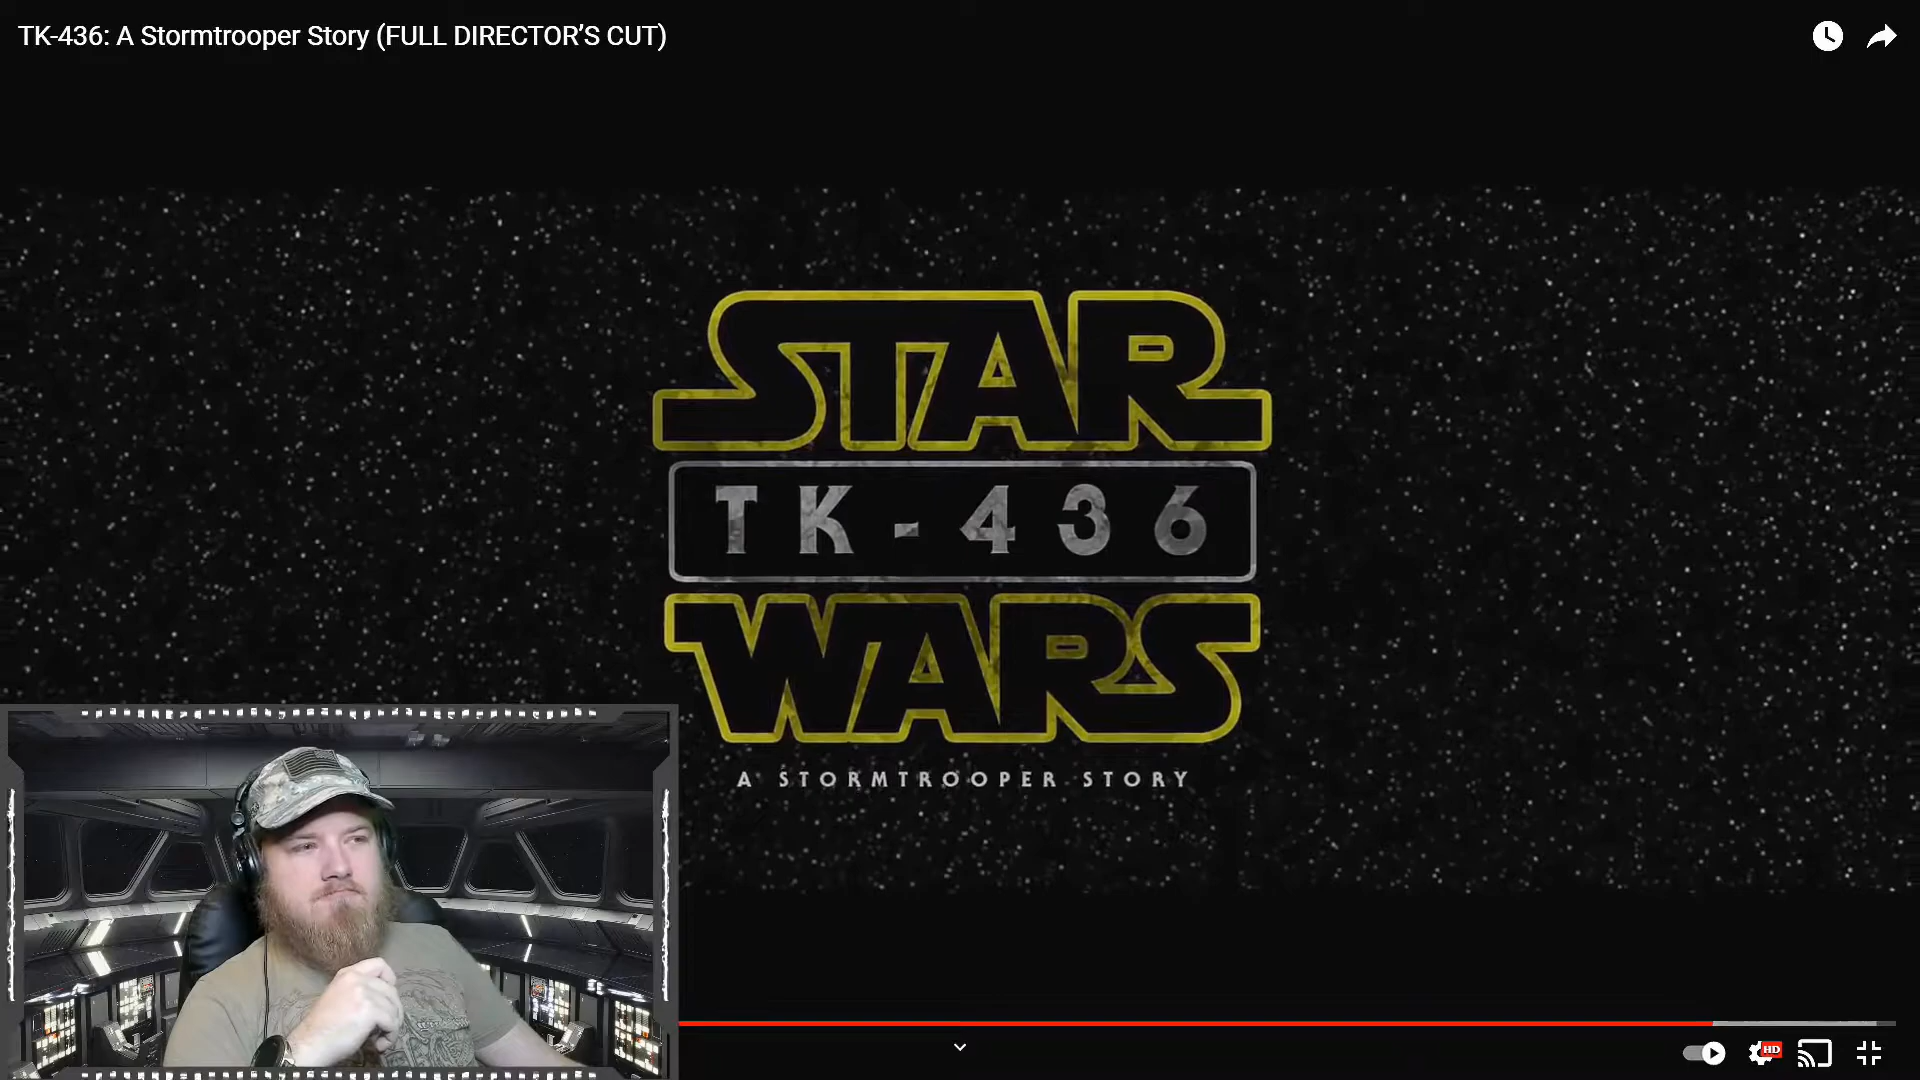 TK-436: A Stormtrooper Story (FULL DIRECTOR’S CUT)
STAR
TK-436
WARS
A STORMTROOPER STORY
HD